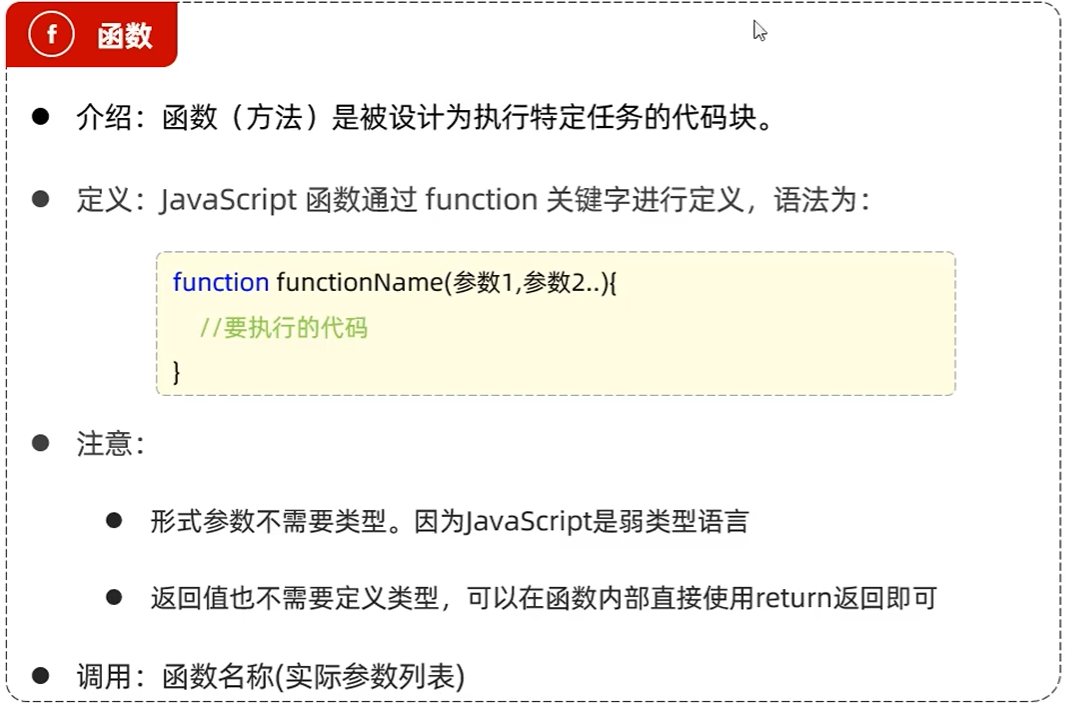 f 函数
介绍：函数（方法）是被设计为执行特定任务的代码块。
定义：JavaScript 函数通过 function 关键字进行定义，语法为：
function functionName(参数1,参数2..){
//要执行的代码
}
注意：
形式参数不需要类型。因为JavaScript是弱类型语言
返回值也不需要定义类型，可以在函数内部直接使用return返回即可
调用：函数名称(实际参数列表)